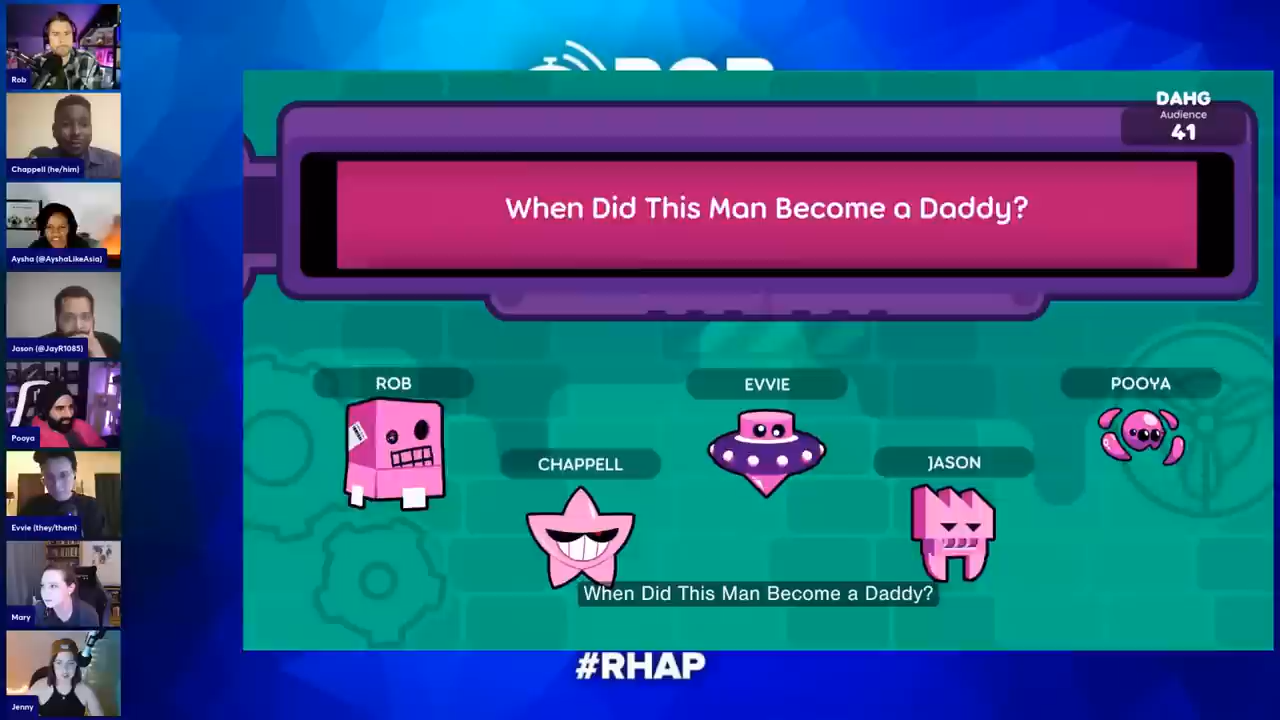 Rob
Chappell (he/him)
Aysha (@AyshaLikeAsia)
Jason (@JayR1085)
Pooya
Evvie (they/them)
Mary
Jenny
DAHG
Audience
41
When Did This Man Become a Daddy?
ROB
EVVIE
POOYA
CHAPPELL
JASON
When Did This Man Become a Daddy?
#RHAP